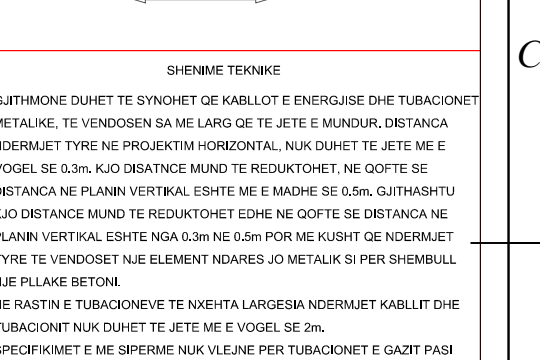 SHENIME TEKNIKE
GJITHMONE DUHET TE SYNOHET QE KABLLOT E ENERGJISE DHE TUBACIONET
METALIKE, TE VENDOSEN SA ME LARG QE TE JETE E MUNDUR. DISTANCA
NDERMJET TYRE NE PROJEKTIM HORIZONTAL, NUK DUHET TE JETE ME E
VOGEL SE 0.3m. KJO DISATNCE MUND TE REDUKTOHET, NE QOFTE SE
DISTANCA NE PLANIN VERTIKAL ESHTE ME E MADHE SE 0.5m. GJITHASHTU
KJO DISTANCE MUND TE REDUKTOHET EDHE NE QOFTE SE DISTANCA NE
PLANIN VERTIKAL ESHTE NGA 0.3m NE 0.5m POR ME KUSHT QE NDERMJET
TYRE TE VENDOSET NJE ELEMENT NDARES JO METALIK SI PER SHEMBULL
NJE PLLAKE BETONI.
NE RASTIN E TUBACIONEVE TE NXEHTA LARGESIA NDERMJET KABLLIT DHE
TUBACIONIT NUK DUHET TE JETE ME E VOGEL SE 2m.
SPECIFIKIMET E ME SIPERME NUK VLEJNE PER TUBACIONET E GAZIT PASI